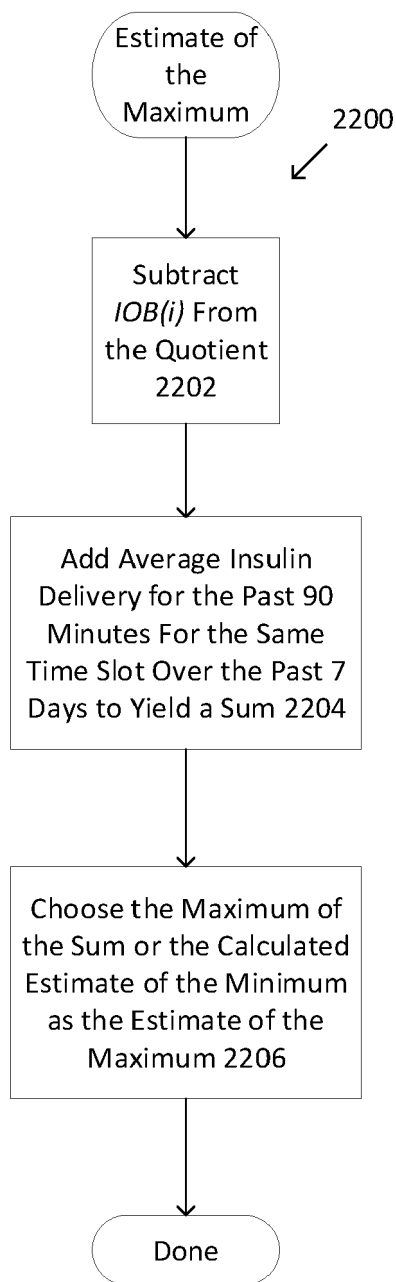 Estimate of
the
Maximum
2200
Subtract
IOB(i) From
the Quotient
2202
Add Average Insulin
Delivery for the Past 90
Minutes For the Same
Time Slot Over the Past 7
Days to Yield a Sum 2204
Choose the Maximum of
the Sum or the Calculated
Estimate of the Minimum
as the Estimate of the
Maximum 2206
Done